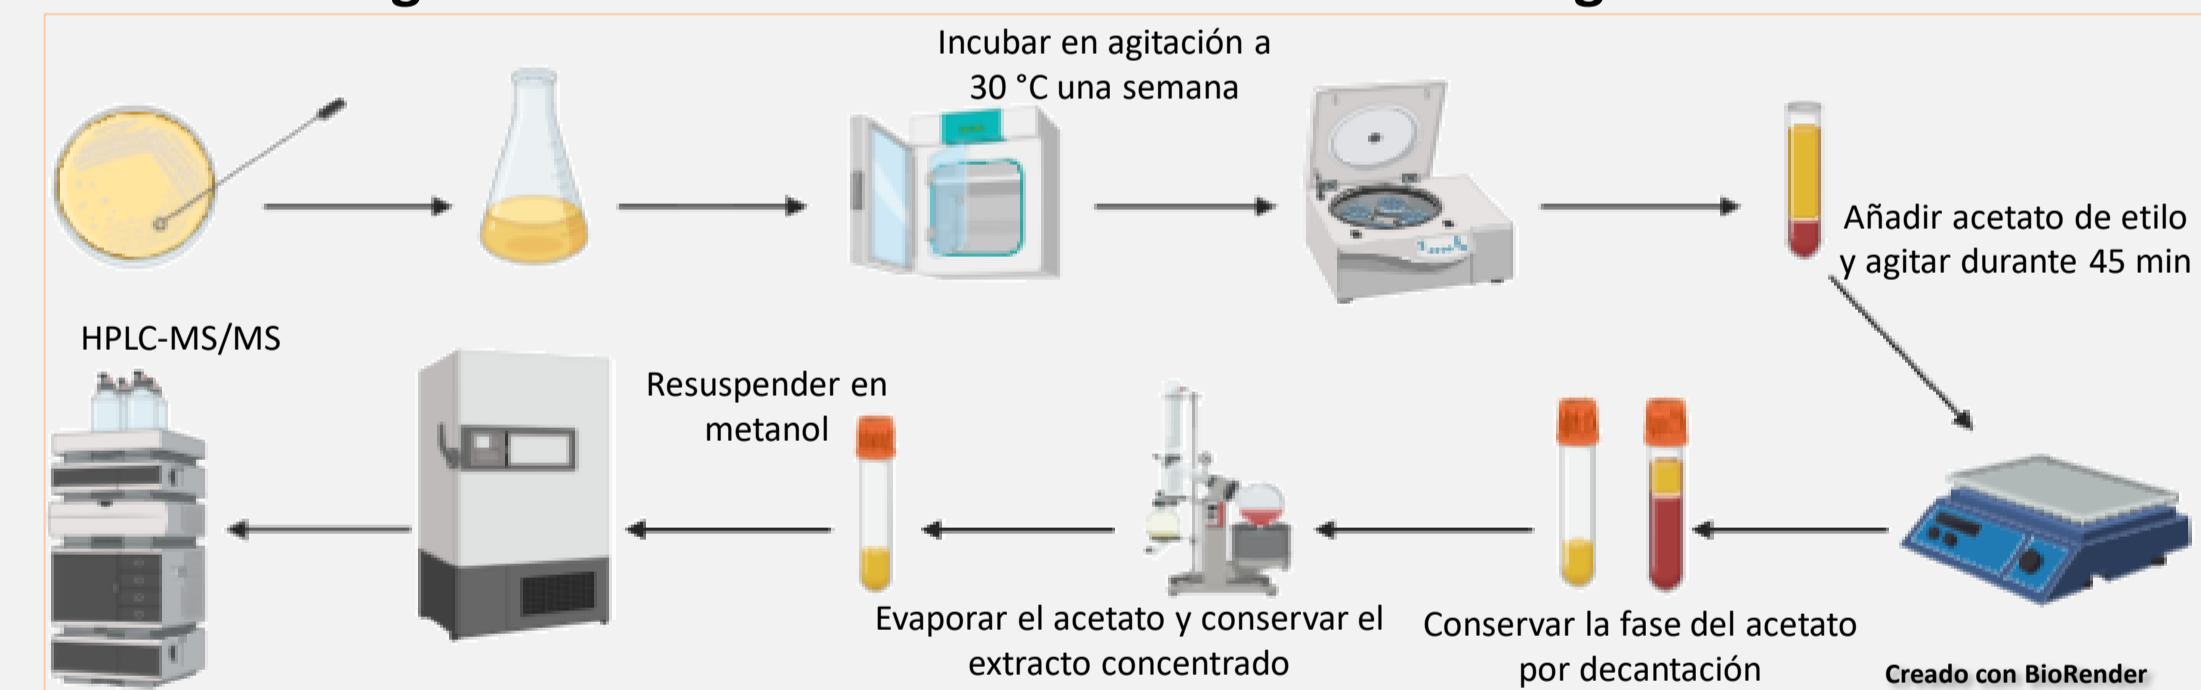 Incubar en agitación a
30 °C una semana
Añadir acetato de etilo
y agitar durante 45 min
HPLC-MS/MS
Resuspender en
metanol
Evaporar el acetato y conservar el
extracto concentrado
Conservar la fase del acetato
por decantación
Creado con BioRender